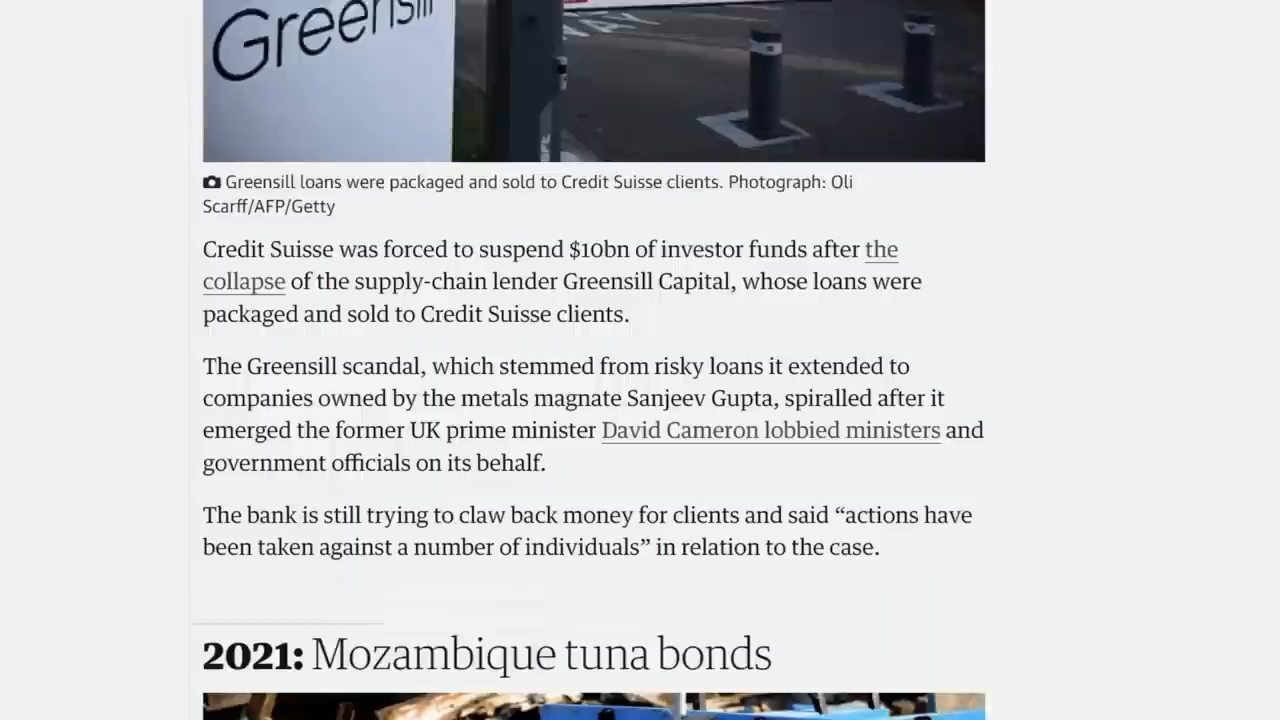 Greensill
Greensill loans were packaged and sold to Credit Suisse clients. Photograph: Oli
Scarff/AFP/Getty
Credit Suisse was forced to suspend $10bn of investor funds after the
collapse of the supply-chain lender Greensill Capital, whose loans were
packaged and sold to Credit Suisse clients.
The Greensill scandal, which stemmed from risky loans it extended to
companies owned by the metals magnate Sanjeev Gupta, spiralled after it
emerged the former UK prime minister David Cameron lobbied ministers and
government officials on its behalf.
The bank is still trying to claw back money for clients and said “actions have
been taken against a number of individuals” in relation to the case.
2021: Mozambique tuna bonds